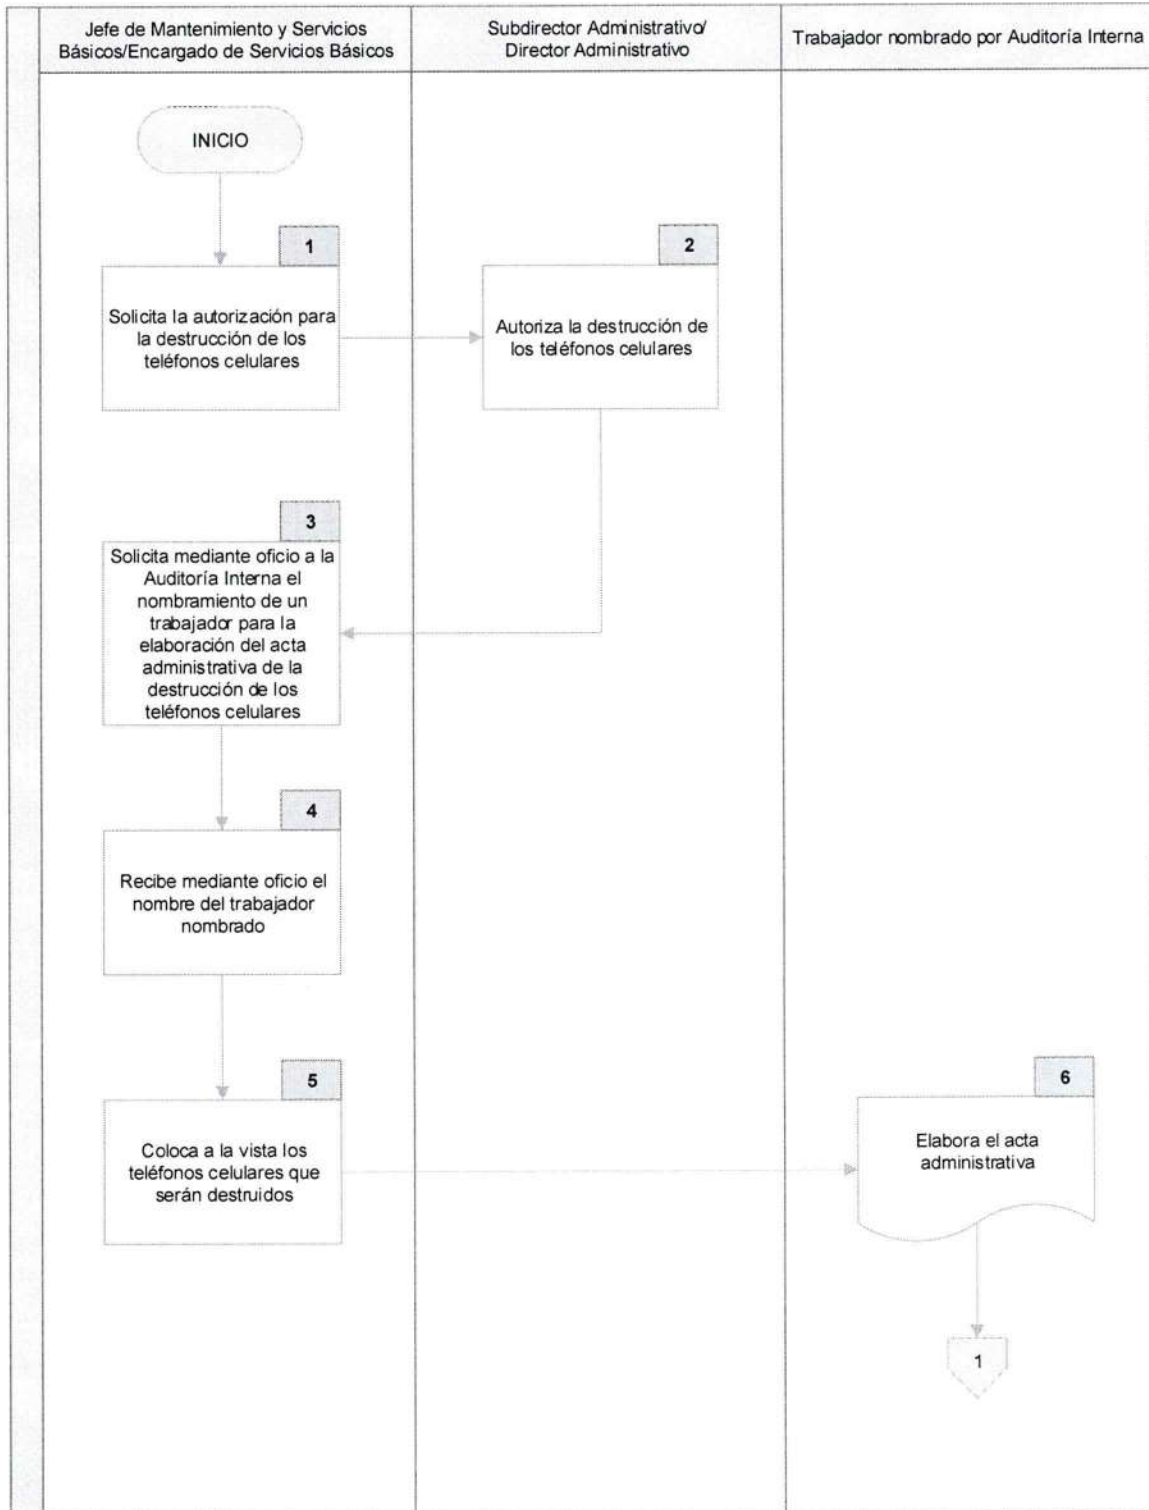 Jefe de Mantenimiento y Servicios
Básicos/Encargado de Servicios Básicos
Subdirector Administrativo/
Director Administrativo
Trabajador nombrado por Auditoría Interna
INICIO
1
Solicita la autorización para
la destrucción de los
teléfonos celulares
2
Autoriza la destrucción de
los teléfonos celulares
3
Solicita mediante oficio a la
Auditoría Interna el
nombramiento de un
trabajador para la
elaboración del acta
administrativa de la
destrucción de los
teléfonos celulares
4
Recibe mediante oficio el
nombre del trabajador
nombrado
5
Coloca a la vista los
teléfonos celulares que
serán destruidos
6
Elabora el acta
administrativa
1